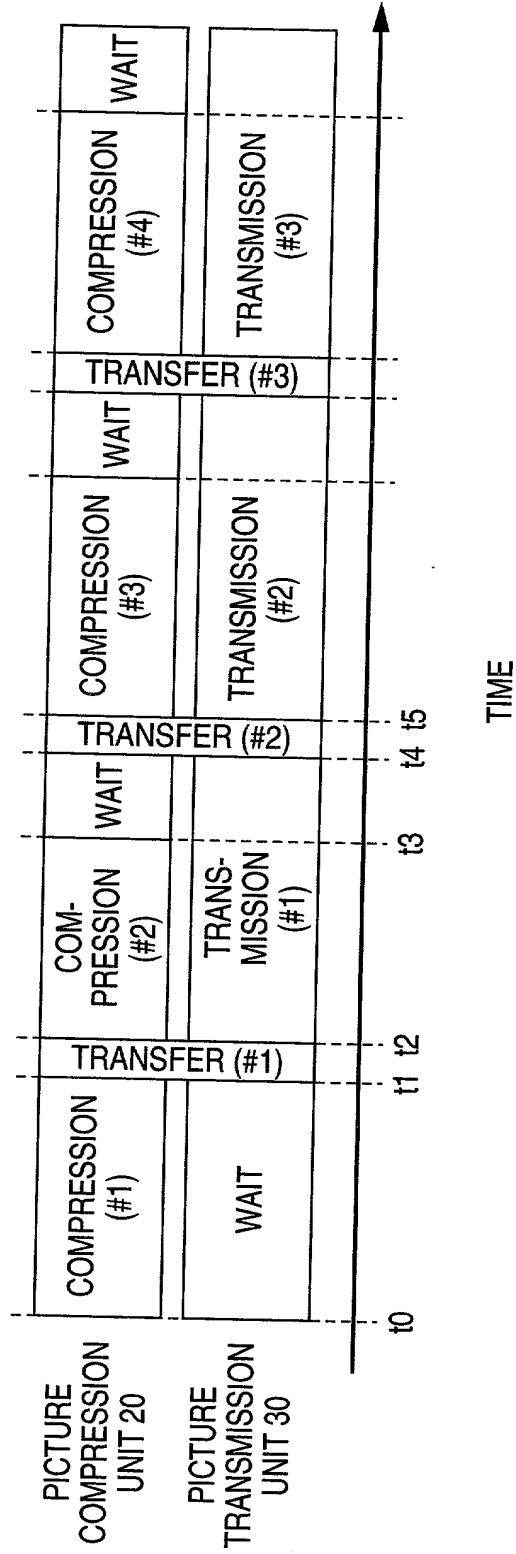 PICTURE
COMPRESSION
UNIT 20
COMPRESSION
(#1)
TRANSFER (#1)
COM-
PRESSION
(#2)
WAIT
TRANSFER (#2)
COMPRESSION
(#3)
WAIT
TRANSFER (#3)
COMPRESSION
(#4)
WAIT
PICTURE
TRANSMISSION
UNIT 30
WAIT
TRANS-
MISSION
(#1)
TRANSMISSION
(#2)
TRANSMISSION
(#3)
t0
t1
t2
t3
t4
t5
TIME